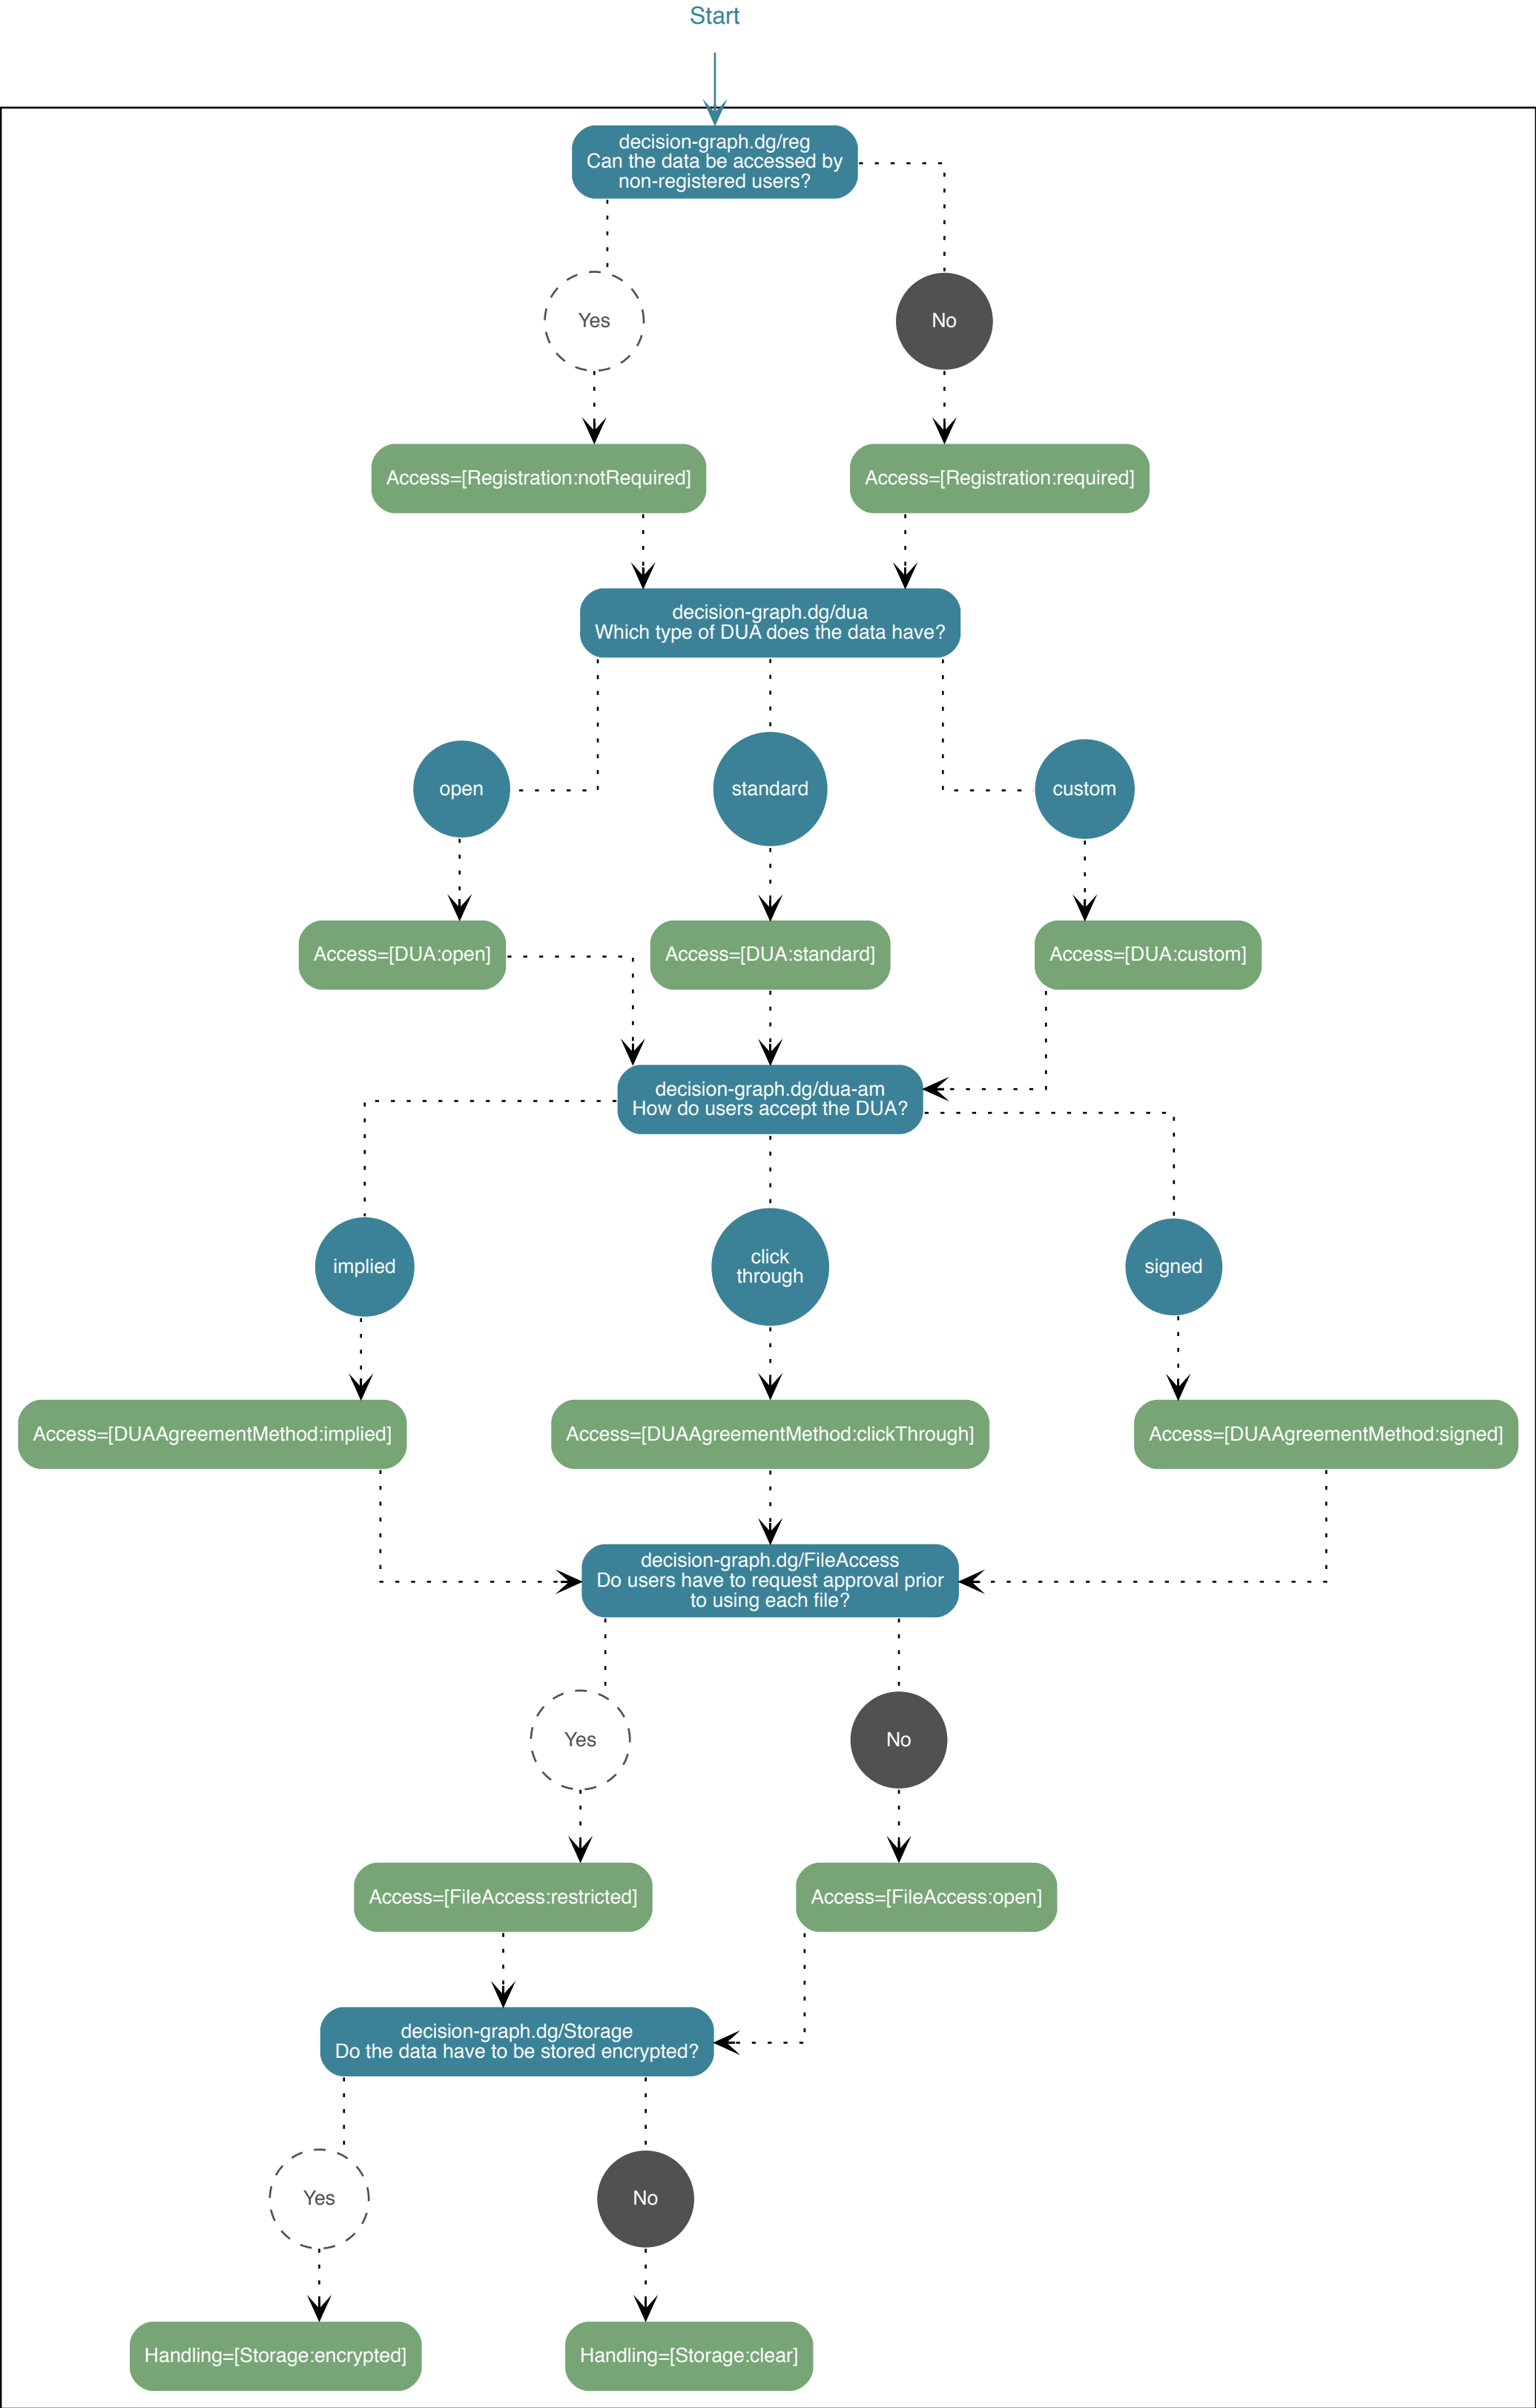 Start
decision-graph.dg/reg
Can the data be accessed by
non-registered users?
Yes
No
Access=[Registration:notRequired]
Access=[Registration:required]
decision-graph.dg/dua
Which type of DUA does the data have?
open
standard
custom
Access=[DUA:open]
Access=[DUA:standard]
Access=[DUA:custom]
decision-graph.dg/dua-am
How do users accept the DUA?
implied
click
through
signed
Access=[DUAAgreementMethod:implied]
Access=[DUAAgreementMethod:clickThrough]
Access=[DUAAgreementMethod:signed]
decision-graph.dg/FileAccess
Do users have to request approval prior
to using each file?
Yes
No
Access=[FileAccess:restricted]
Access=[FileAccess:open]
decision-graph.dg/Storage
Do the data have to be stored encrypted?
Yes
No
Handling=[Storage:encrypted]
Handling=[Storage:clear]